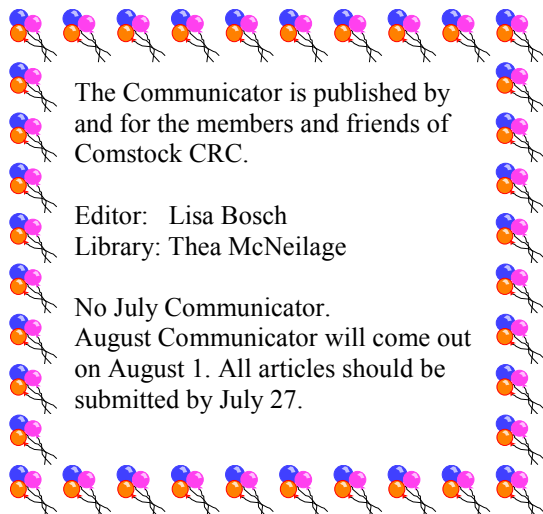 The Communicator is published by
and for the members and friends of
Comstock CRC.
Editor:   Lisa Bosch
Library: Thea McNeilage
No July Communicator.
August Communicator will come out
on August 1. All articles should be
submitted by July 27.